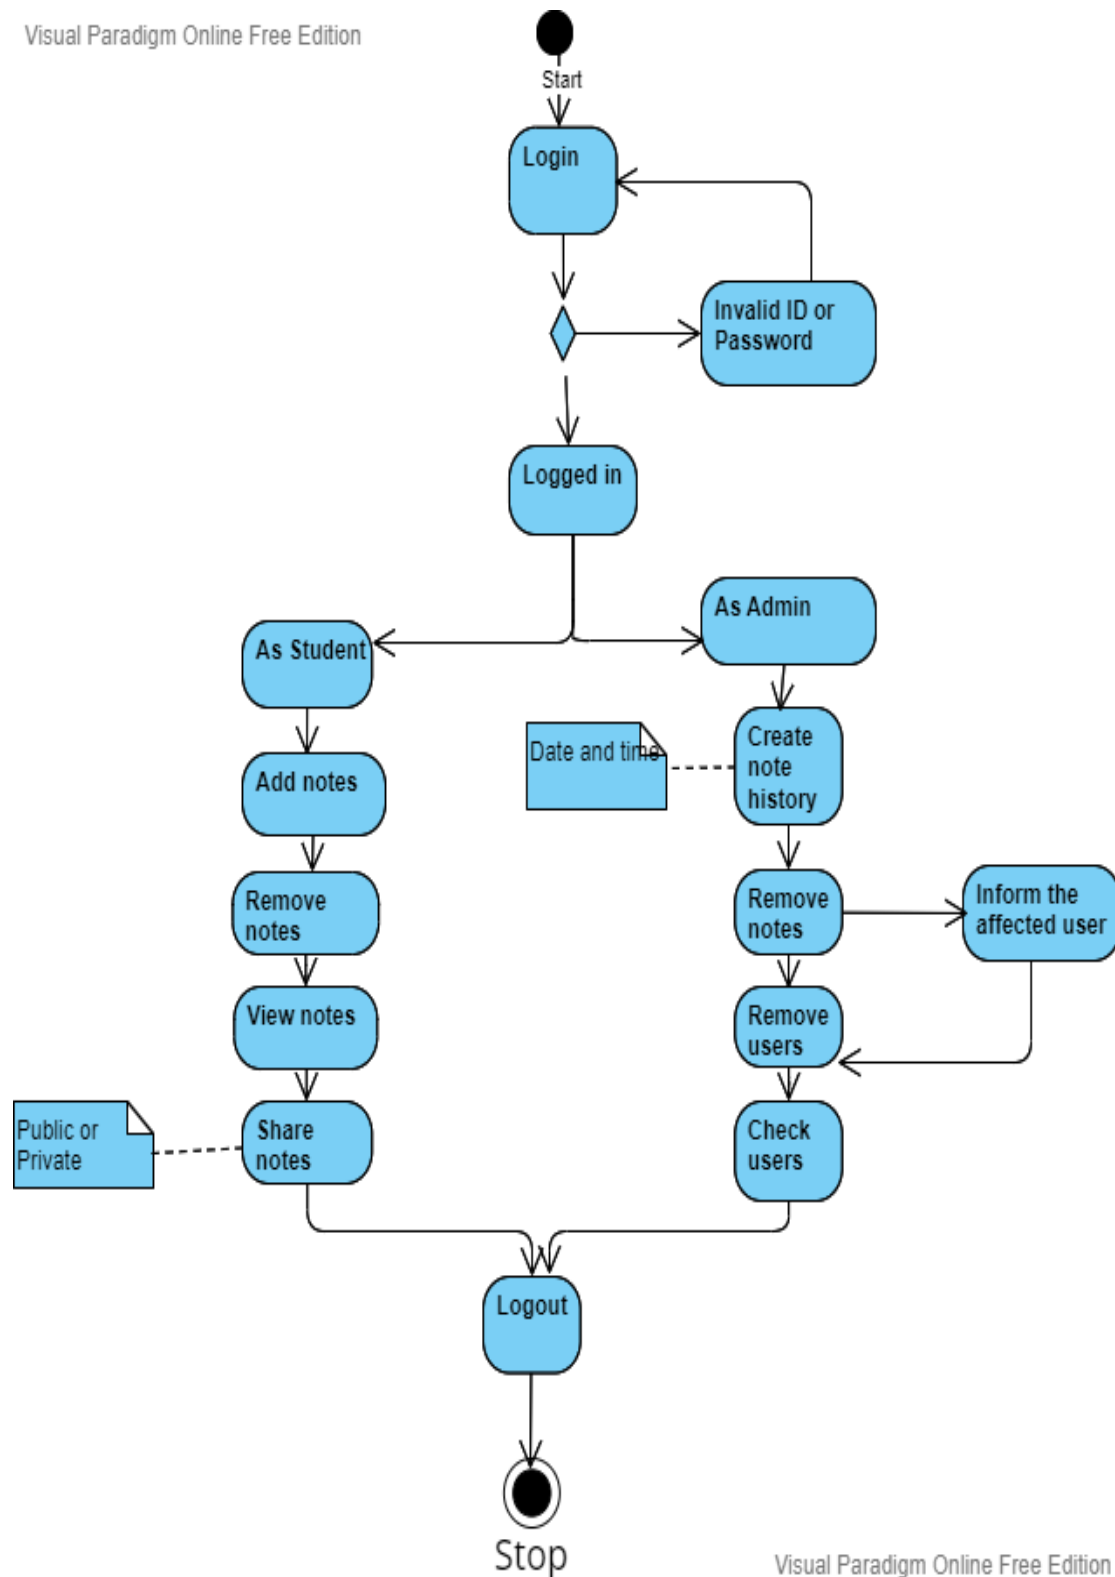 Visual Paradigm Online Free Edition
Start
Login
Invalid ID or
Password
Logged in
As Admin
As Student
Create
note
history
Date and time
Add notes
Remove
notes
Remove
notes
Inform the
affected user
View notes
Remove
users
Public or
Private
Share
notes
Check
users
Logout
Stop
Visual Paradigm Online Free Edition